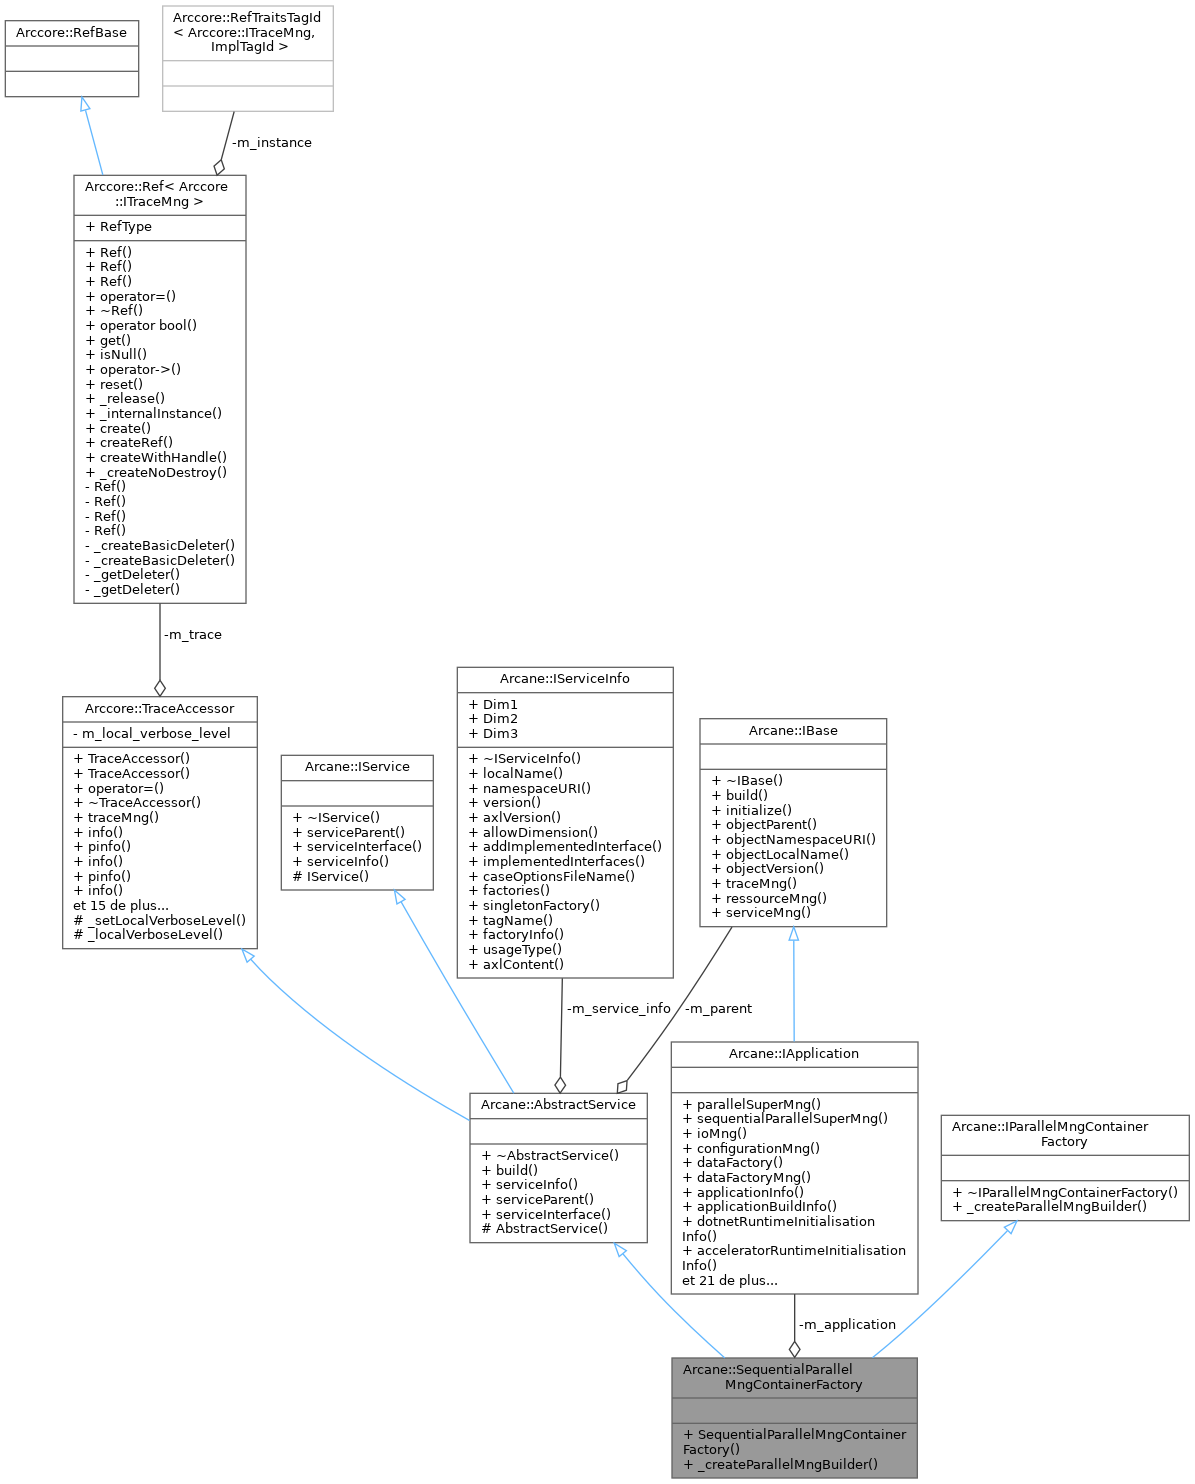 Arccore::RefBase
Arccore::RefTraitsTagId
< Arccore::ITraceMng,
ImplTagId >
-m_instance
Arccore::Ref< Arccore
::ITraceMng >
+ RefType
+ Ref()
+ Ref()
+ Ref()
+ operator=()
+ ~Ref()
+ operator bool()
+ get()
+ isNull()
+ operator->()
+ reset()
+ _release()
+ _internalInstance()
+ create()
+ createRef()
+ createWithHandle()
+ _createNoDestroy()
- Ref()
- Ref()
- Ref()
- Ref()
- _createBasicDeleter()
- _createBasicDeleter()
- _getDeleter()
- _getDeleter()
-m_trace
Arccore::TraceAccessor
- m_local_verbose_level
+ TraceAccessor()
+ TraceAccessor()
+ operator=()
+ ~TraceAccessor()
+ traceMng()
+ info()
+ pinfo()
+ info()
+ pinfo()
+ info()
et 15 de plus...
# _setLocalVerboseLevel()
# _localVerboseLevel()
Arcane::IService
+ ~IService()
+ serviceParent()
+ serviceInterface()
+ serviceInfo()
# IService()
Arcane::IServiceInfo
+ Dim1
+ Dim2
+ Dim3
+ ~IServiceInfo()
+ localName()
+ namespaceURI()
+ version()
+ axlVersion()
+ allowDimension()
+ addImplementedInterface()
+ implementedInterfaces()
+ caseOptionsFileName()
+ factories()
+ singletonFactory()
+ tagName()
+ factoryInfo()
+ usageType()
+ axlContent()
Arcane::IBase
+ ~IBase()
+ build()
+ initialize()
+ objectParent()
+ objectNamespaceURI()
+ objectLocalName()
+ objectVersion()
+ traceMng()
+ ressourceMng()
+ serviceMng()
-m_service_info
-m_parent
Arcane::AbstractService
+ ~AbstractService()
+ build()
+ serviceInfo()
+ serviceParent()
+ serviceInterface()
# AbstractService()
Arcane::IApplication
+ parallelSuperMng()
+ sequentialParallelSuperMng()
+ ioMng()
+ configurationMng()
+ dataFactory()
+ dataFactoryMng()
+ applicationInfo()
+ applicationBuildInfo()
+ dotnetRuntimeInitialisation
Info()
+ acceleratorRuntimeInitialisation
Info()
et 21 de plus...
Arcane::IParallelMngContainer
Factory
+ ~IParallelMngContainerFactory()
+ _createParallelMngBuilder()
-m_application
Arcane::SequentialParallel
MngContainerFactory
+ SequentialParallelMngContainer
Factory()
+ _createParallelMngBuilder()